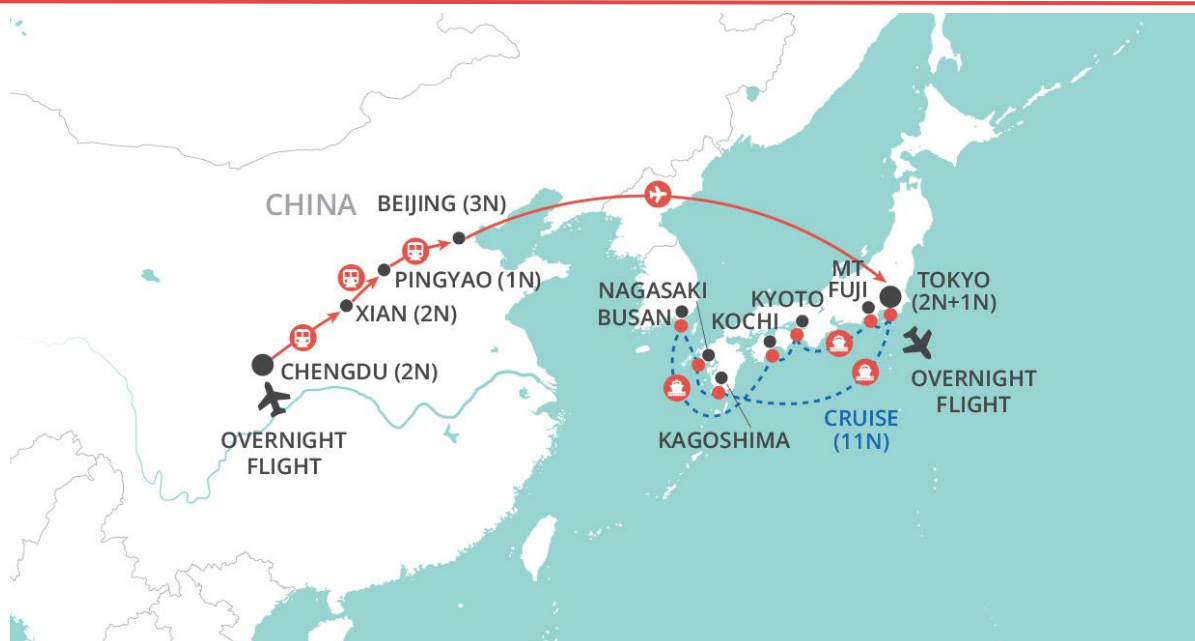 CHINA
BEIJING (3N)
PINGYAO (1N)
XIAN (2N)
CHENGDU (2N)
OVERNIGHT
FLIGHT
NAGASAKI
BUSAN
KOCHI
KYOTO
MT
FUJI
TOKYO
(2N+1N)
OVERNIGHT
FLIGHT
CRUISE
(11N)
KAGOSHIMA